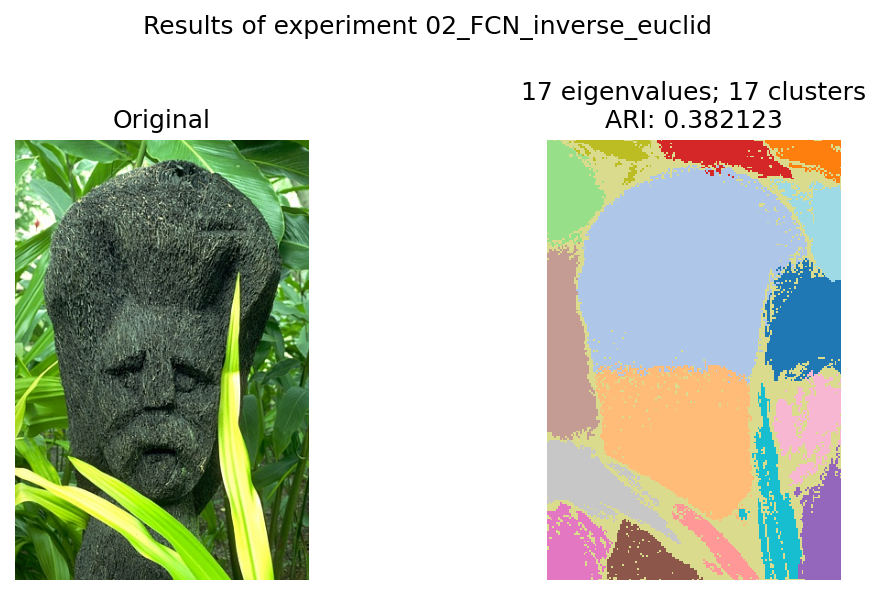 Results of experiment 02_FCN_inverse_euclid
Original
17 eigenvalues; 17 clusters
ARI: 0.382123